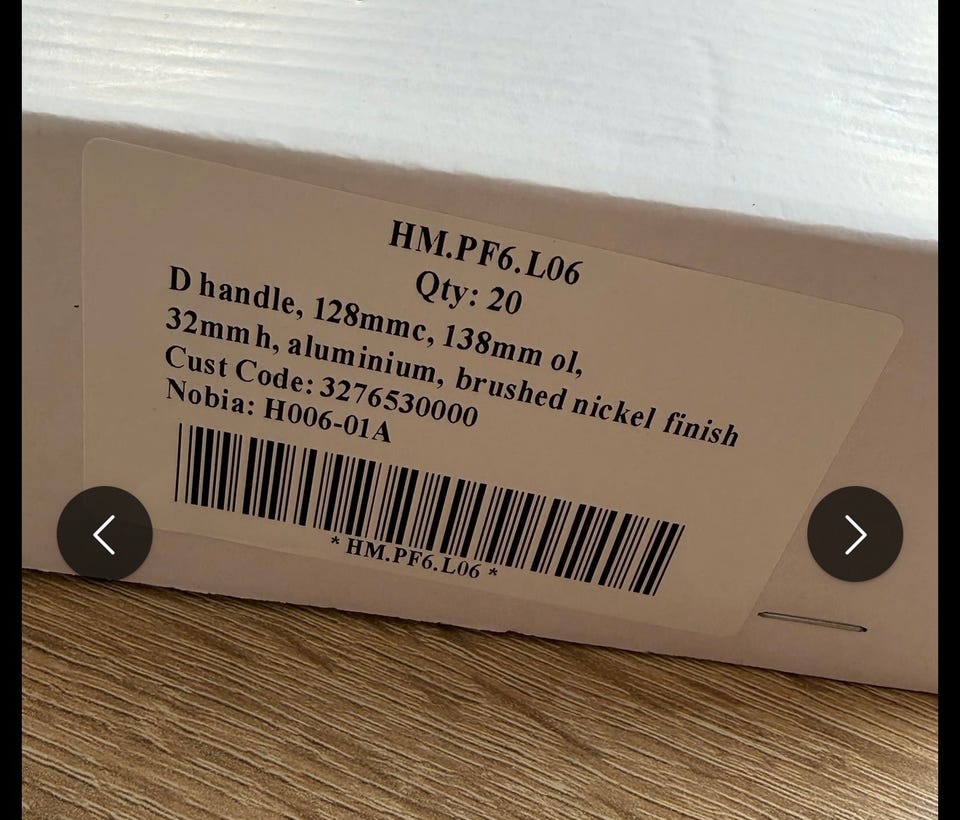 HM.PF6.L06
Qty: 20
D handle, 128mmc, 138mm ol,
32mm h, aluminium, brushed nickel finish
Cust Code: 3276530000
Nobia: H006-01A
* HM.PF6.L06 *